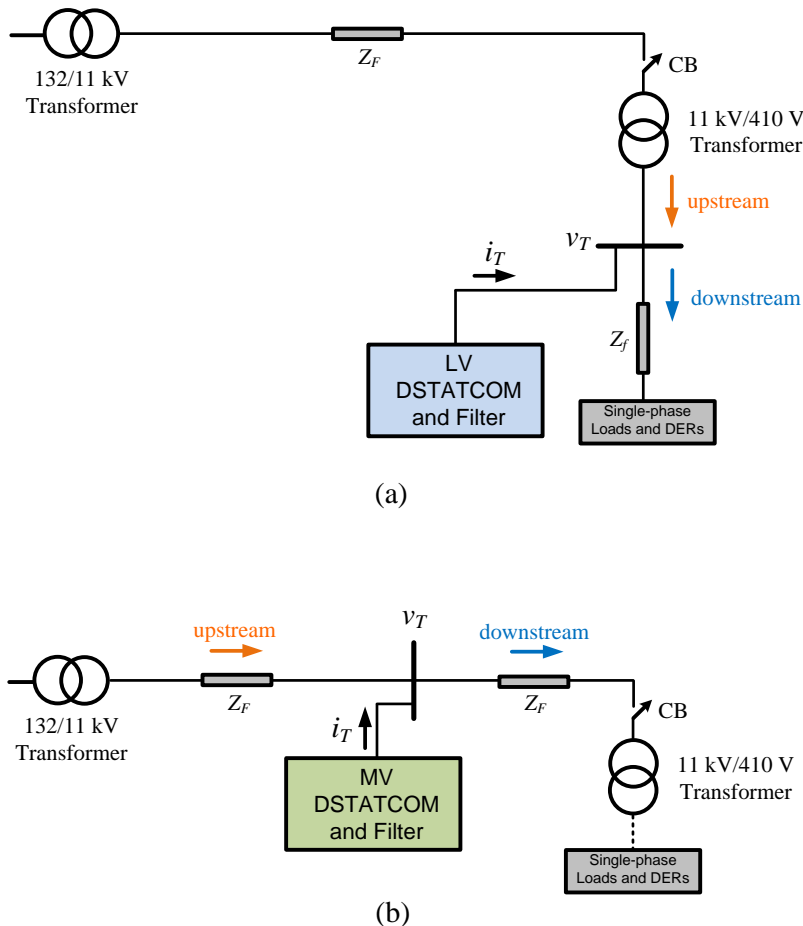 Z_F
CB
132/11 kV
Transformer
11 kV/410 V
Transformer
upstream
v_T
i_T
downstream
Z_f
LV
DSTATCOM
and Filter
Single-phase
Loads and DERs
(a)
v_T
upstream
downstream
Z_F
Z_F
CB
i_T
132/11 kV
Transformer
11 kV/410 V
Transformer
MV
DSTATCOM
and Filter
Single-phase
Loads and DERs
(b)